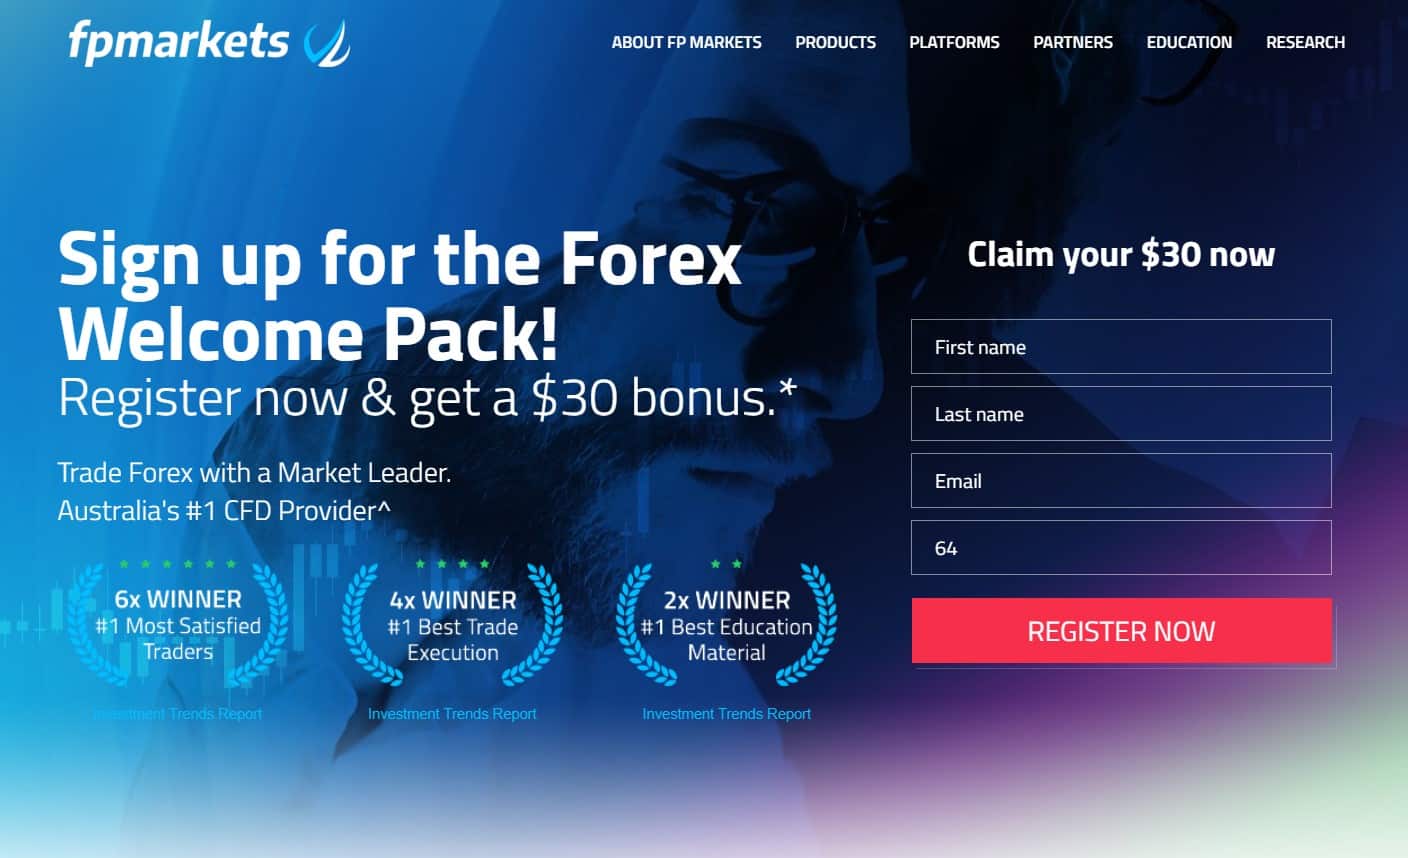 fpmarkets
ABOUT FP MARKETS PRODUCTS PLATFORMS PARTNERS EDUCATION RESEARCH
Sign up for the Forex
Welcome Pack!
Register now & get a $30 bonus.*
Trade Forex with a Market Leader.
Australia's #1 CFD Provider^
6x WINNER
#1 Most Satisfied
Traders
Investment Trends Report
4x WINNER
#1 Best Trade
Execution
Investment Trends Report
2x WINNER
#1 Best Education
Material
Investment Trends Report
Claim your $30 now
First name
Last name
Email
64
REGISTER NOW